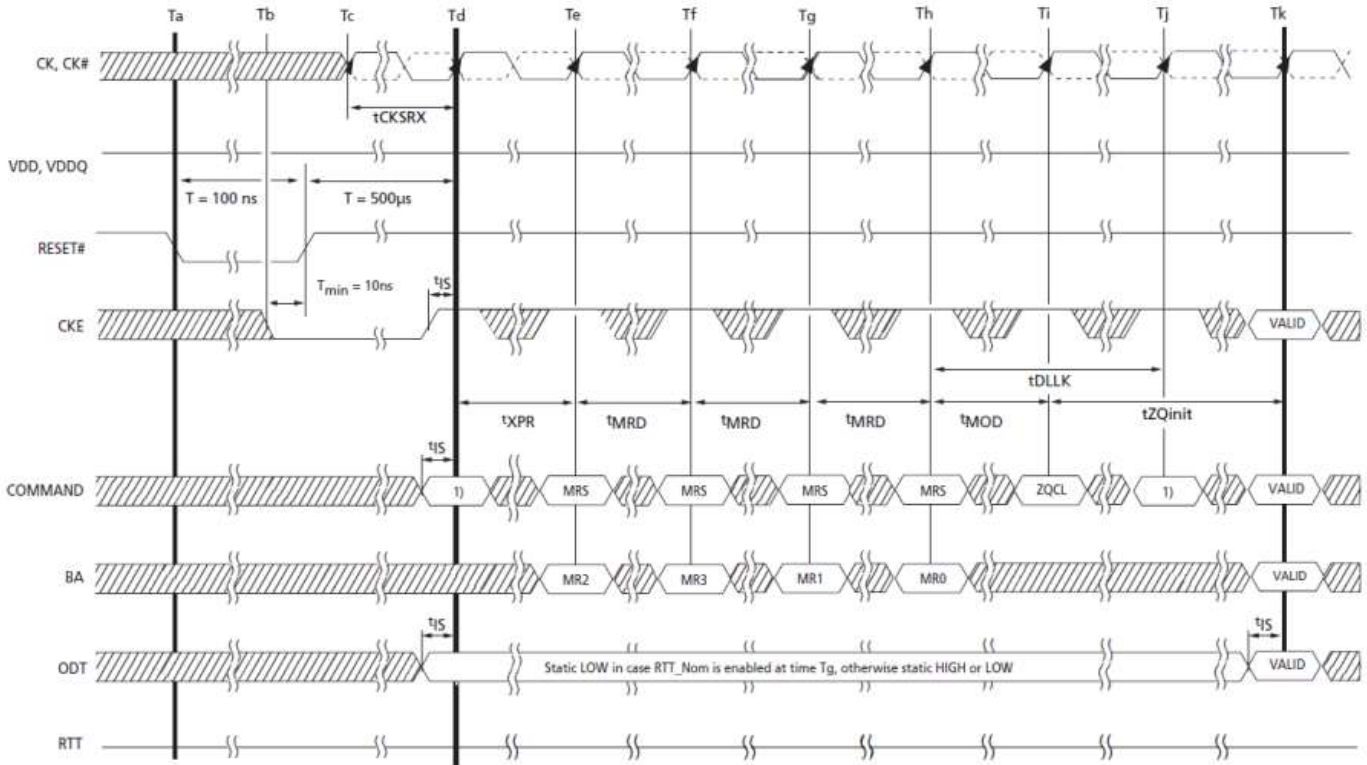 Ta Tb Tc Td Te Tf Tg Th Ti Tj Tk
CK, CK#
tCKSRX
VDD, VDDQ
T = 100 ns T = 500µs
RESET#
Tmin = 10ns tIS
CKE VALID
tDLLK
tXPR tMRD tMRD tMRD tMOD tZQinit
tIS
COMMAND 1) MRS MRS MRS MRS ZQCL 1) VALID
BA MR2 MR3 MR1 MR0 VALID
tIS tIS
ODT Static LOW in case RTT_Nom is enabled at time Tg, otherwise static HIGH or LOW VALID
RTT